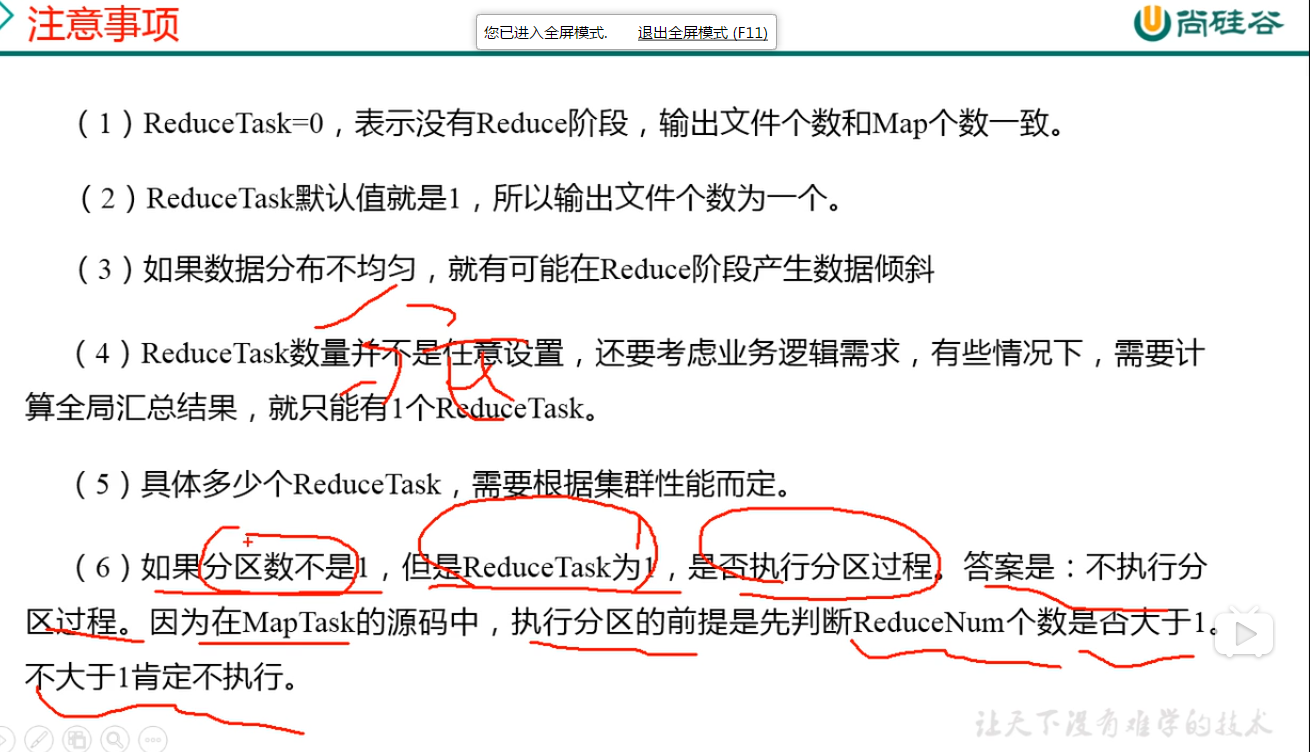 注意事项
您已进入全屏模式. 退出全屏模式 (F11)
尚硅谷
（1）ReduceTask=0，表示没有Reduce阶段，输出文件个数和Map个数一致。
（2）ReduceTask默认值就是1，所以输出文件个数为一个。
（3）如果数据分布不均匀，就有可能在Reduce阶段产生数据倾斜
（4）ReduceTask数量并不是任意设置，还要考虑业务逻辑需求，有些情况下，需要计
算全局汇总结果，就只能有1个ReduceTask。
（5）具体多少个ReduceTask，需要根据集群性能而定。
（6）如果分区数不是1，但是ReduceTask为1，是否执行分区过程。答案是：不执行分
区过程。因为在MapTask的源码中，执行分区的前提是先判断ReduceNum个数是否大于1。
不大于1肯定不执行。
让天下没有难学的技术